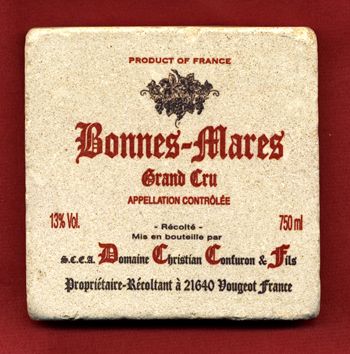 PRODUCT OF FRANCE
Bonnes-Mares
Grand Cru
APPELLATION CONTRÔLÉE
13% Vol.
750 ml
- Récolté -
Mis en bouteille par
s.c.e.a. Domaine Christian Confuron & Fils
Propriétaire-Récoltant à 21640 Vougeot France